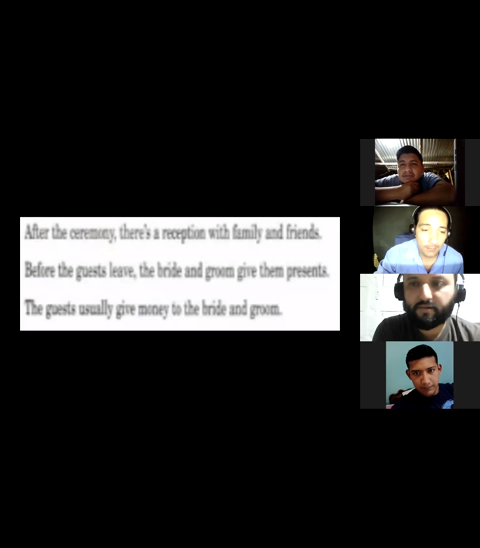 After the ceremony, there's a reception with family and friends.
Before the guests leave, the bride and groom give them presents.
The guests usually give money to the bride and groom.